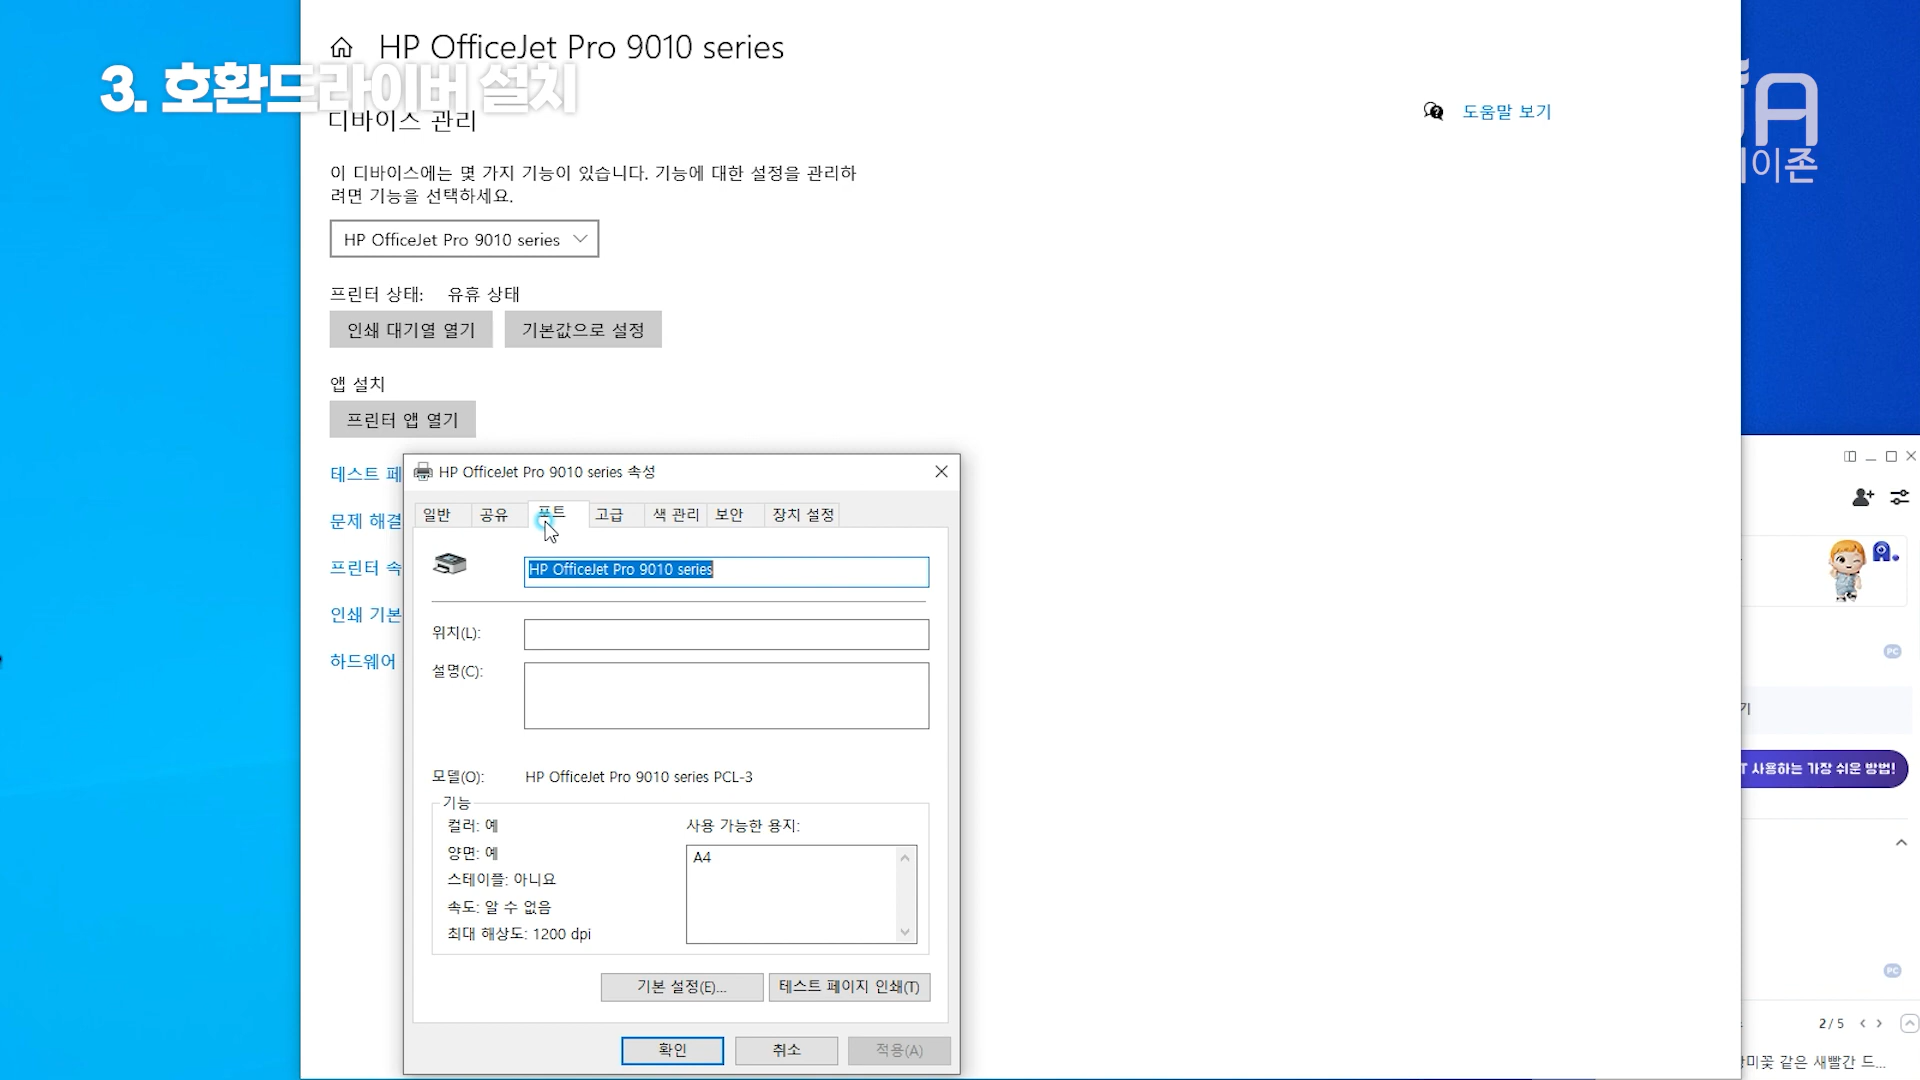 HP OfficeJet Pro 9010 series
3. 호환드라이버 설치
디바이스 관리
도움말 보기
이 디바이스에는 몇 가지 기능이 있습니다. 기능에 대한 설정을 관리하
려면 기능을 선택하세요.
HP OfficeJet Pro 9010 series
프린터 상태: 유휴 상태
인쇄 대기열 열기
기본값으로 설정
앱 설치
프린터 앱 열기
테스트 페
문제 해결
프린터 속
인쇄 기본
하드웨어
HP OfficeJet Pro 9010 series 속성
일반 공유 포트 고급 색 관리 보안 장치 설정
HP OfficeJet Pro 9010 series
위치(L):
설명(C):
모델(O): HP OfficeJet Pro 9010 series PCL-3
기능
컬러: 예
양면: 예
스테이플: 아니요
속도: 알 수 없음
최대 해상도: 1200 dpi
사용 가능한 용지:
A4
기본 설정(E)...
테스트 페이지 인쇄(T)
확인
취소
적용(A)
이존
PC
기
T 사용하는 가장 쉬운 방법!
PC
2/5
미꽃 같은 새빨간 드...